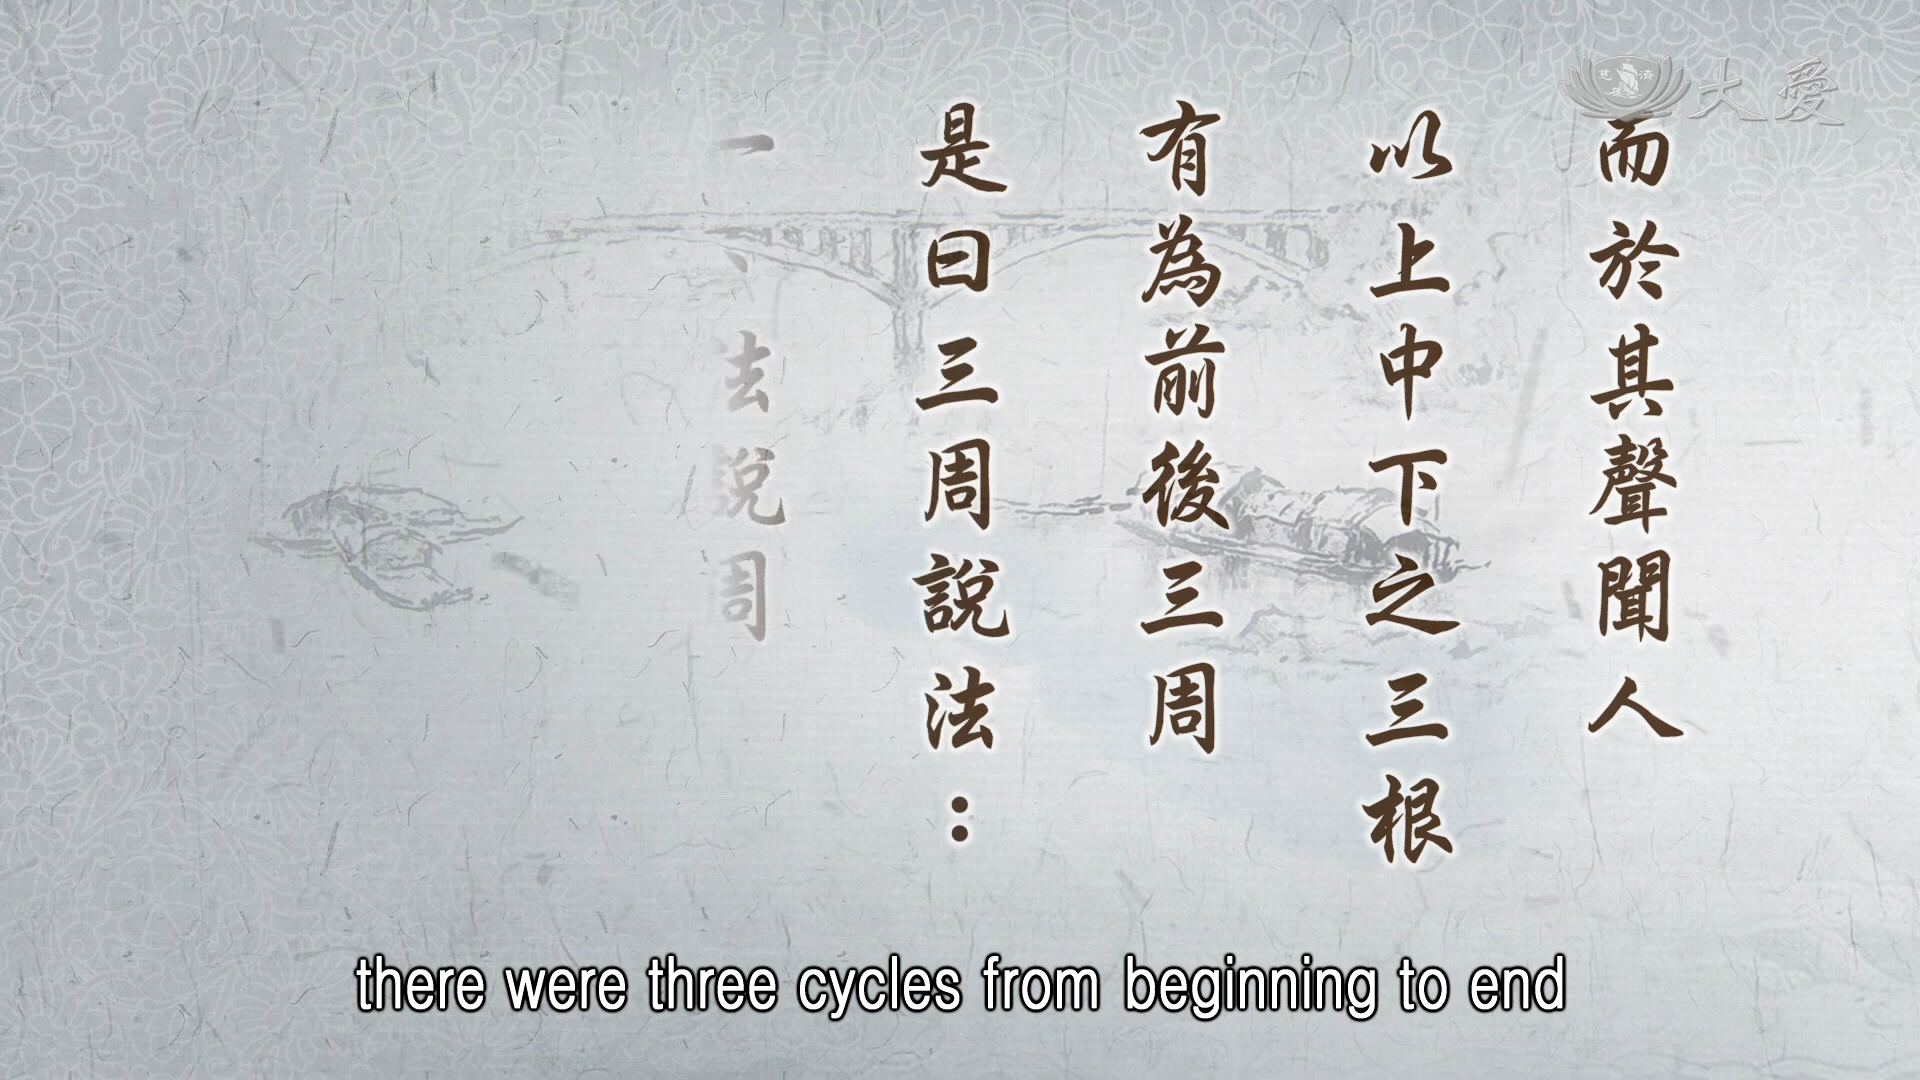 慈濟
大愛
而於其聲聞人
以上中下之三根
有為前後三周
是曰三周說法：
一、法說周
there were three cycles from beginning to end